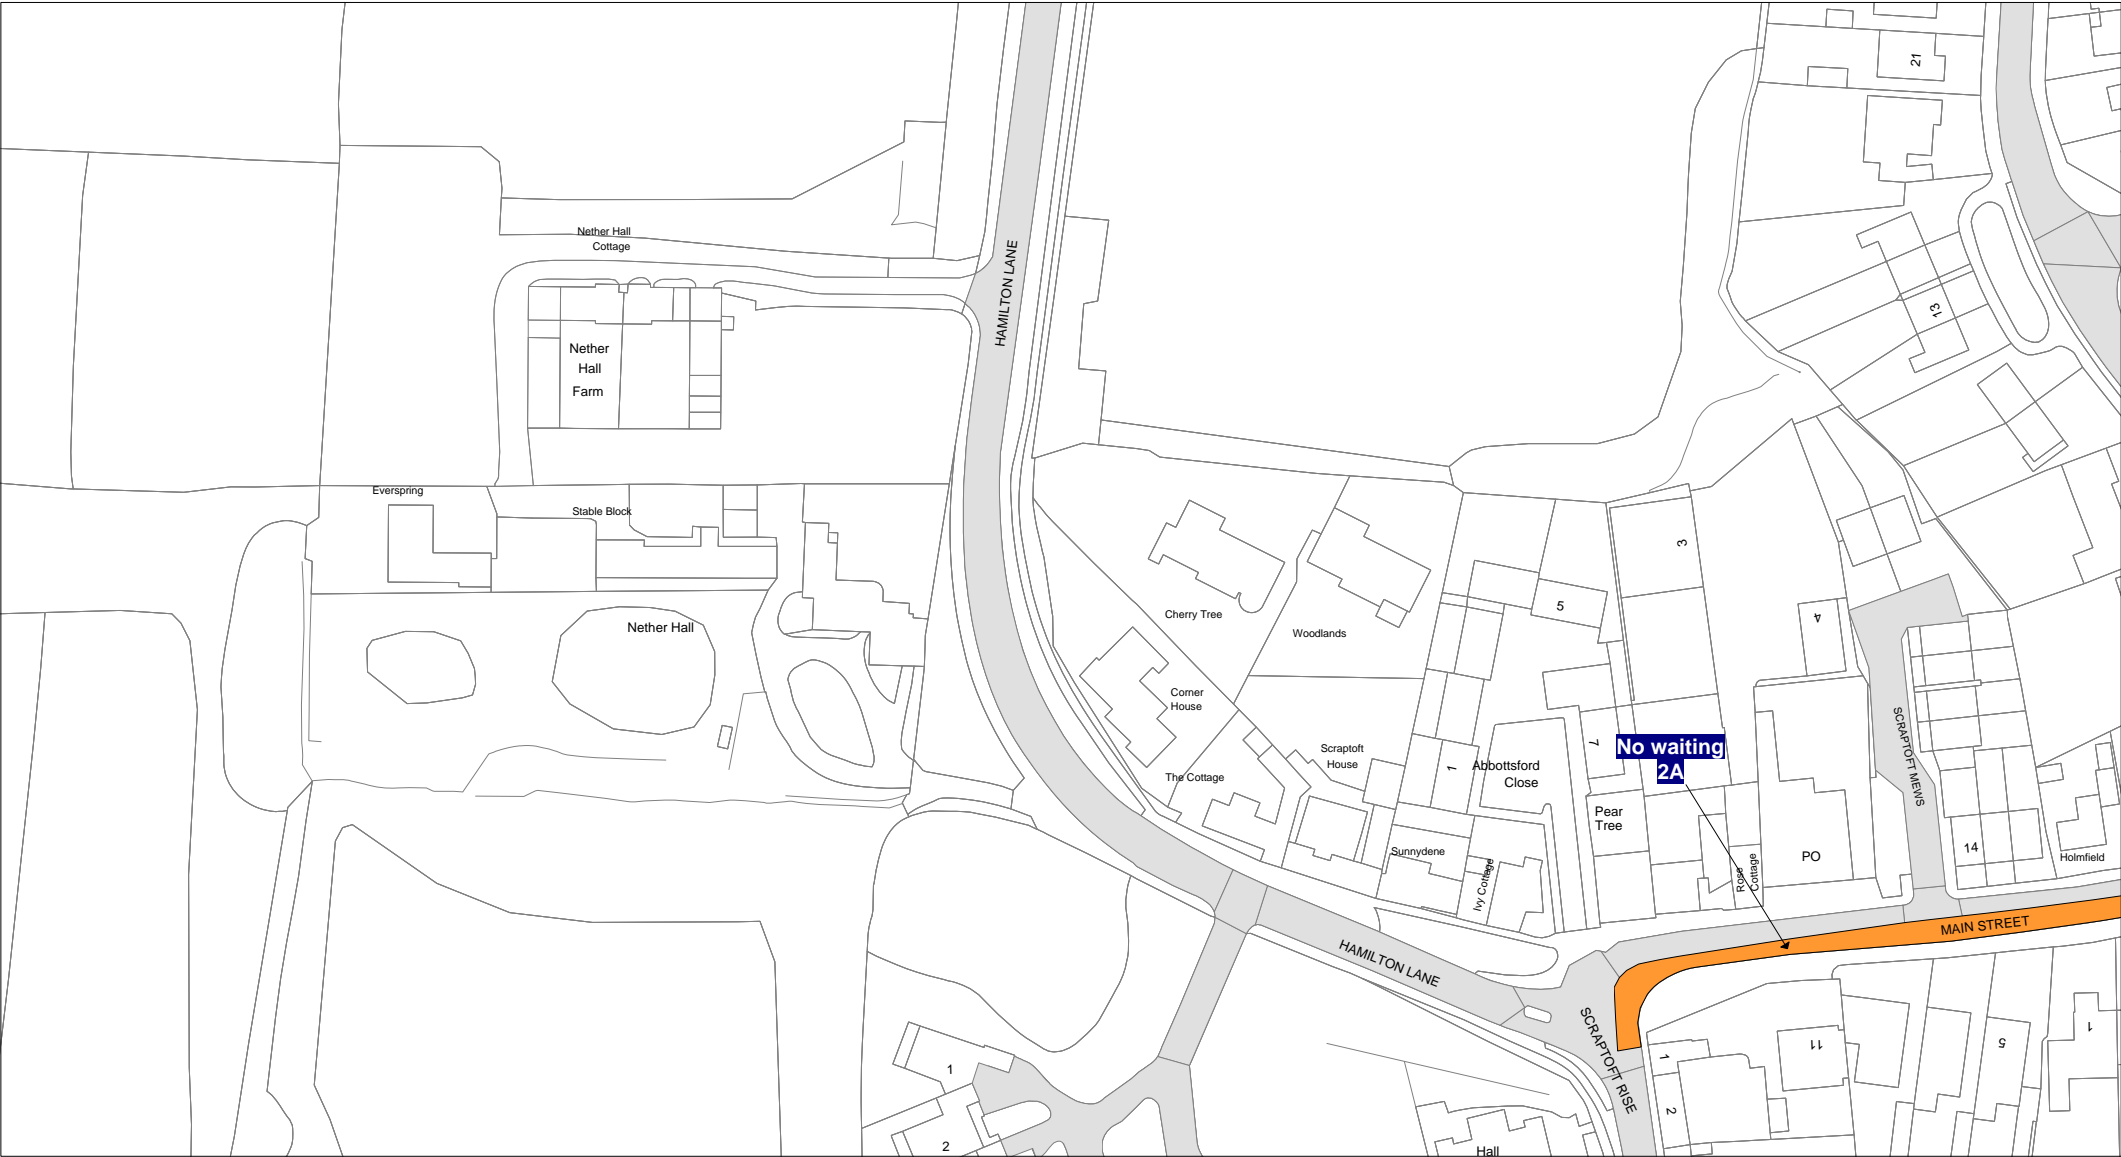 21
Nether Hall
Cottage
HAMILTON LANE
13
Nether
Hall
Farm
Everspring
Stable Block
3
5
4
Cherry Tree
Nether Hall
Woodlands
Corner
House
SCRAPTOFT MEWS
7
No waiting
2A
Scraptoft
House
1
Abbottsford
Close
The Cottage
Pear
Tree
Sunnydene
Ivy Cottage
Rose
Cottage
PO
14
Holmfield
MAIN STREET
HAMILTON LANE
SCRAPTOFT RISE
1
11
5
1
1
2
2
Hall